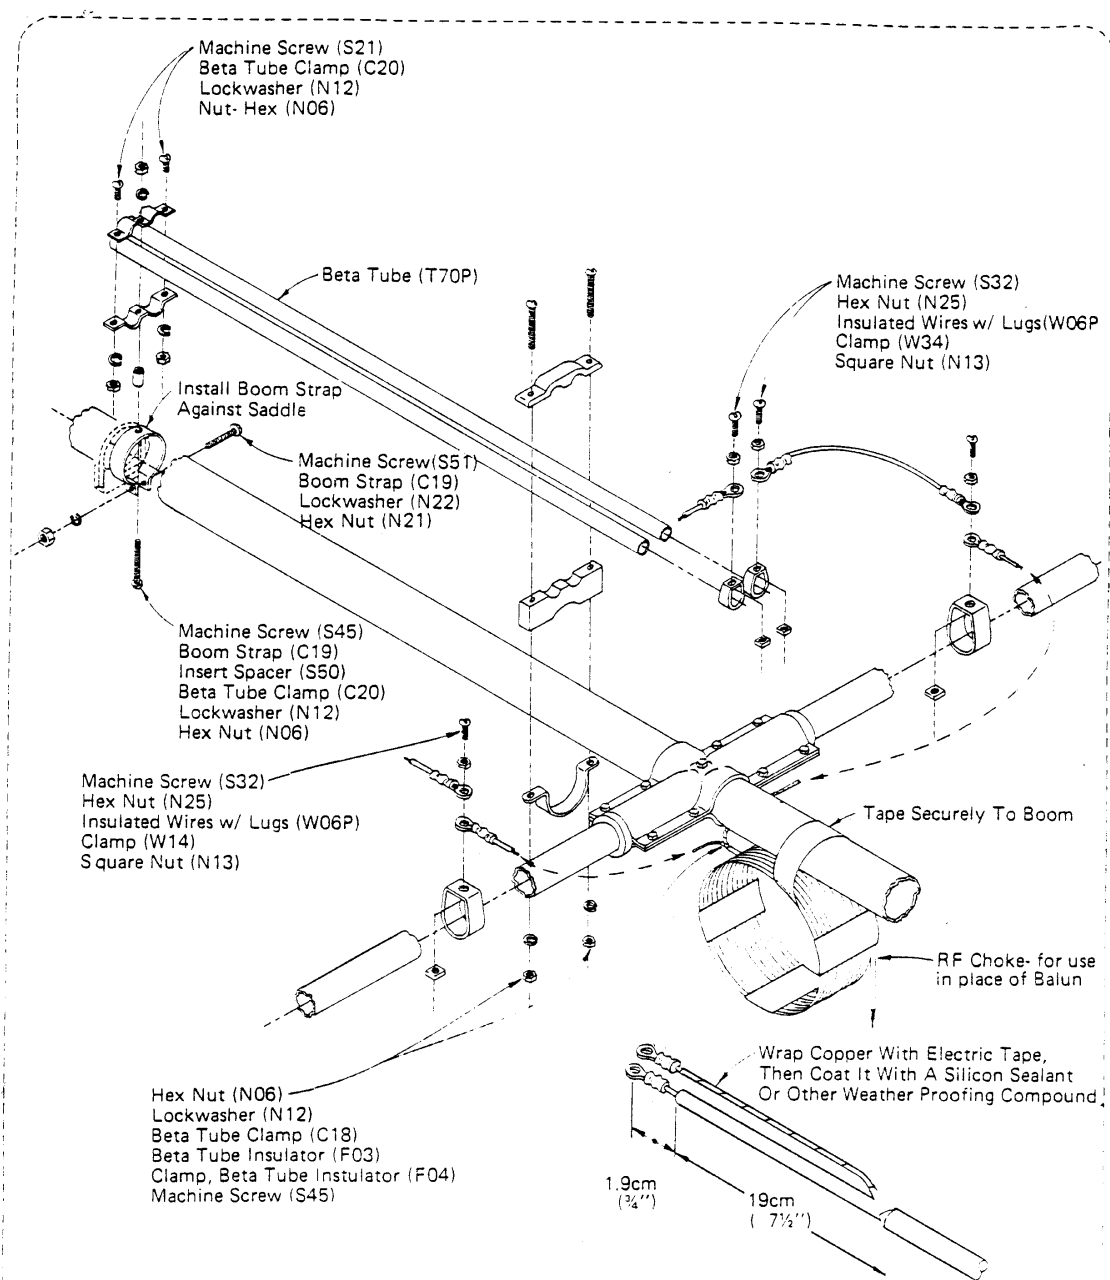 Machine Screw (S21)
Beta Tube Clamp (C20)
Lockwasher (N12)
Nut- Hex (N06)
Beta Tube (T70P)
Machine Screw (S32)
Hex Nut (N25)
Insulated Wires w/ Lugs(W06P
Clamp (W34)
Square Nut (N13)
Install Boom Strap
Against Saddle
Machine Screw(S51)
Boom Strap (C19)
Lockwasher (N22)
Hex Nut (N21)
Machine Screw (S45)
Boom Strap (C19)
Insert Spacer (S50)
Beta Tube Clamp (C20)
Lockwasher (N12)
Hex Nut (N06)
Machine Screw (S32)
Hex Nut (N25)
Insulated Wires w/ Lugs (W06P)
Clamp (W14)
Square Nut (N13)
Tape Securely To Boom
RF Choke- for use
in place of Balun
Wrap Copper With Electric Tape,
Then Coat It With A Silicon Sealant
Or Other Weather Proofing Compound
Hex Nut (N06)
Lockwasher (N12)
Beta Tube Clamp (C18)
Beta Tube Insulator (F03)
Clamp, Beta Tube Instulator (F04)
Machine Screw (S45)
1.9cm
(¾'')
19cm
( 7½'')